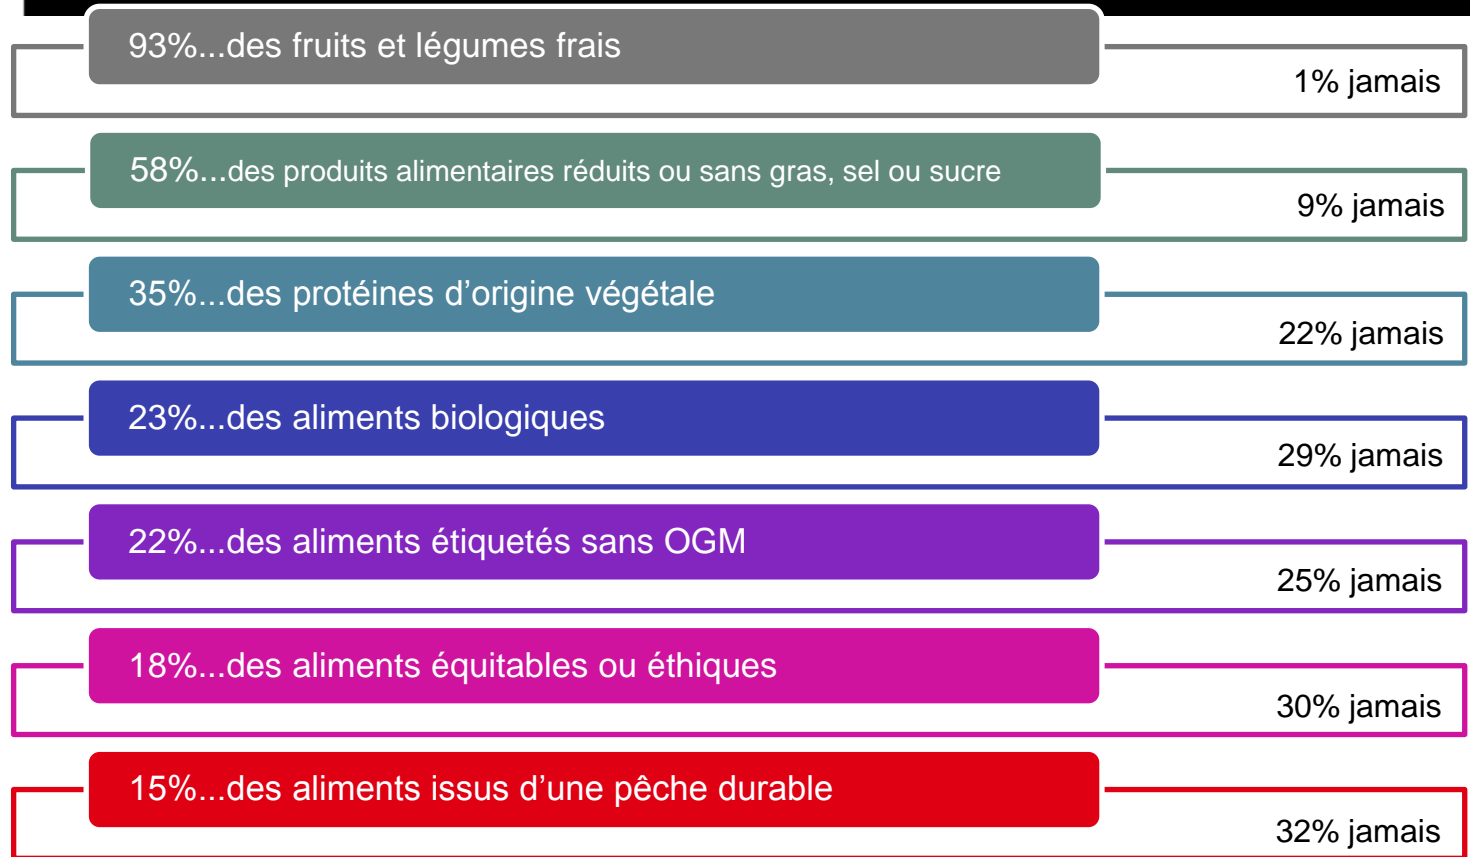 93%...des fruits et légumes frais
1% jamais
58%...des produits alimentaires réduits ou sans gras, sel ou sucre
9% jamais
35%...des protéines d’origine végétale
22% jamais
23%...des aliments biologiques
29% jamais
22%...des aliments étiquetés sans OGM
25% jamais
18%...des aliments équitables ou éthiques
30% jamais
15%...des aliments issus d’une pêche durable
32% jamais